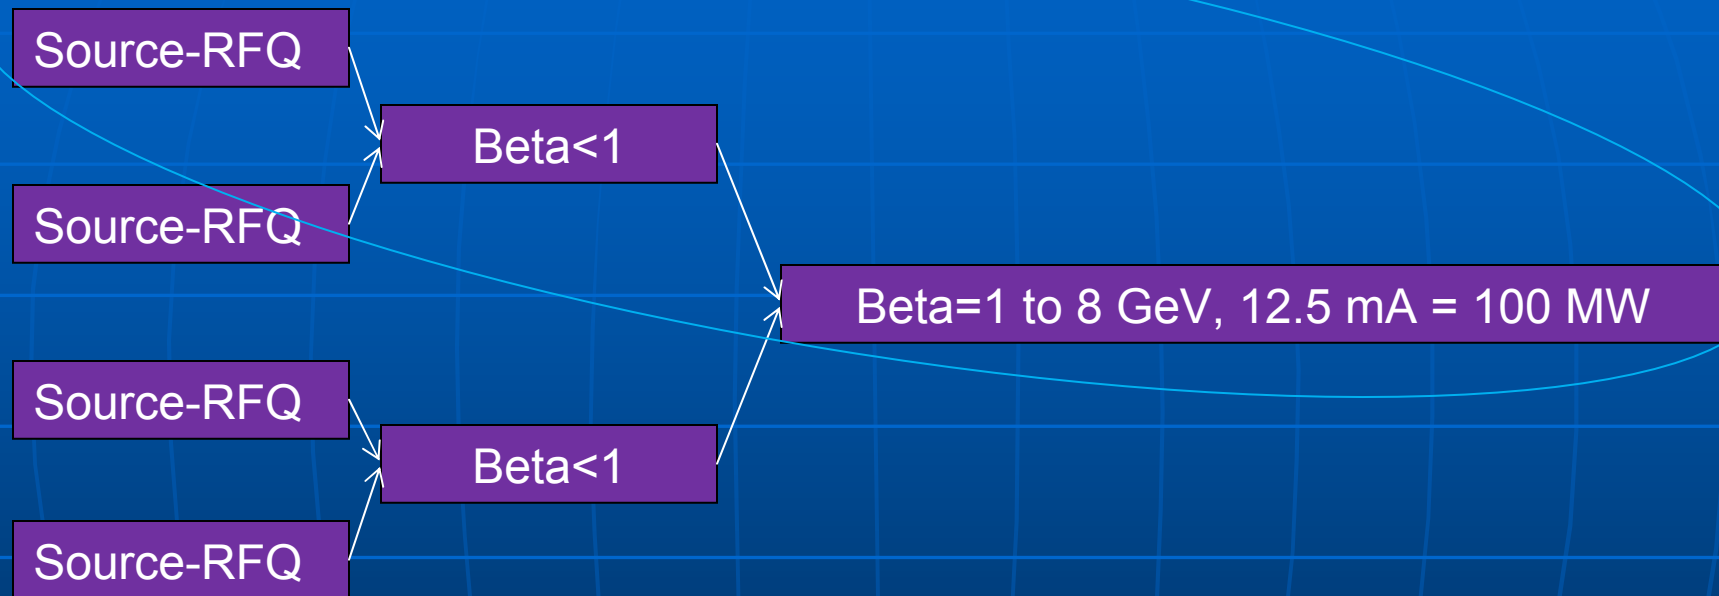 Source-RFQ
Beta<1
Source-RFQ
Beta=1 to 8 GeV, 12.5 mA = 100 MW
Source-RFQ
Beta<1
Source-RFQ